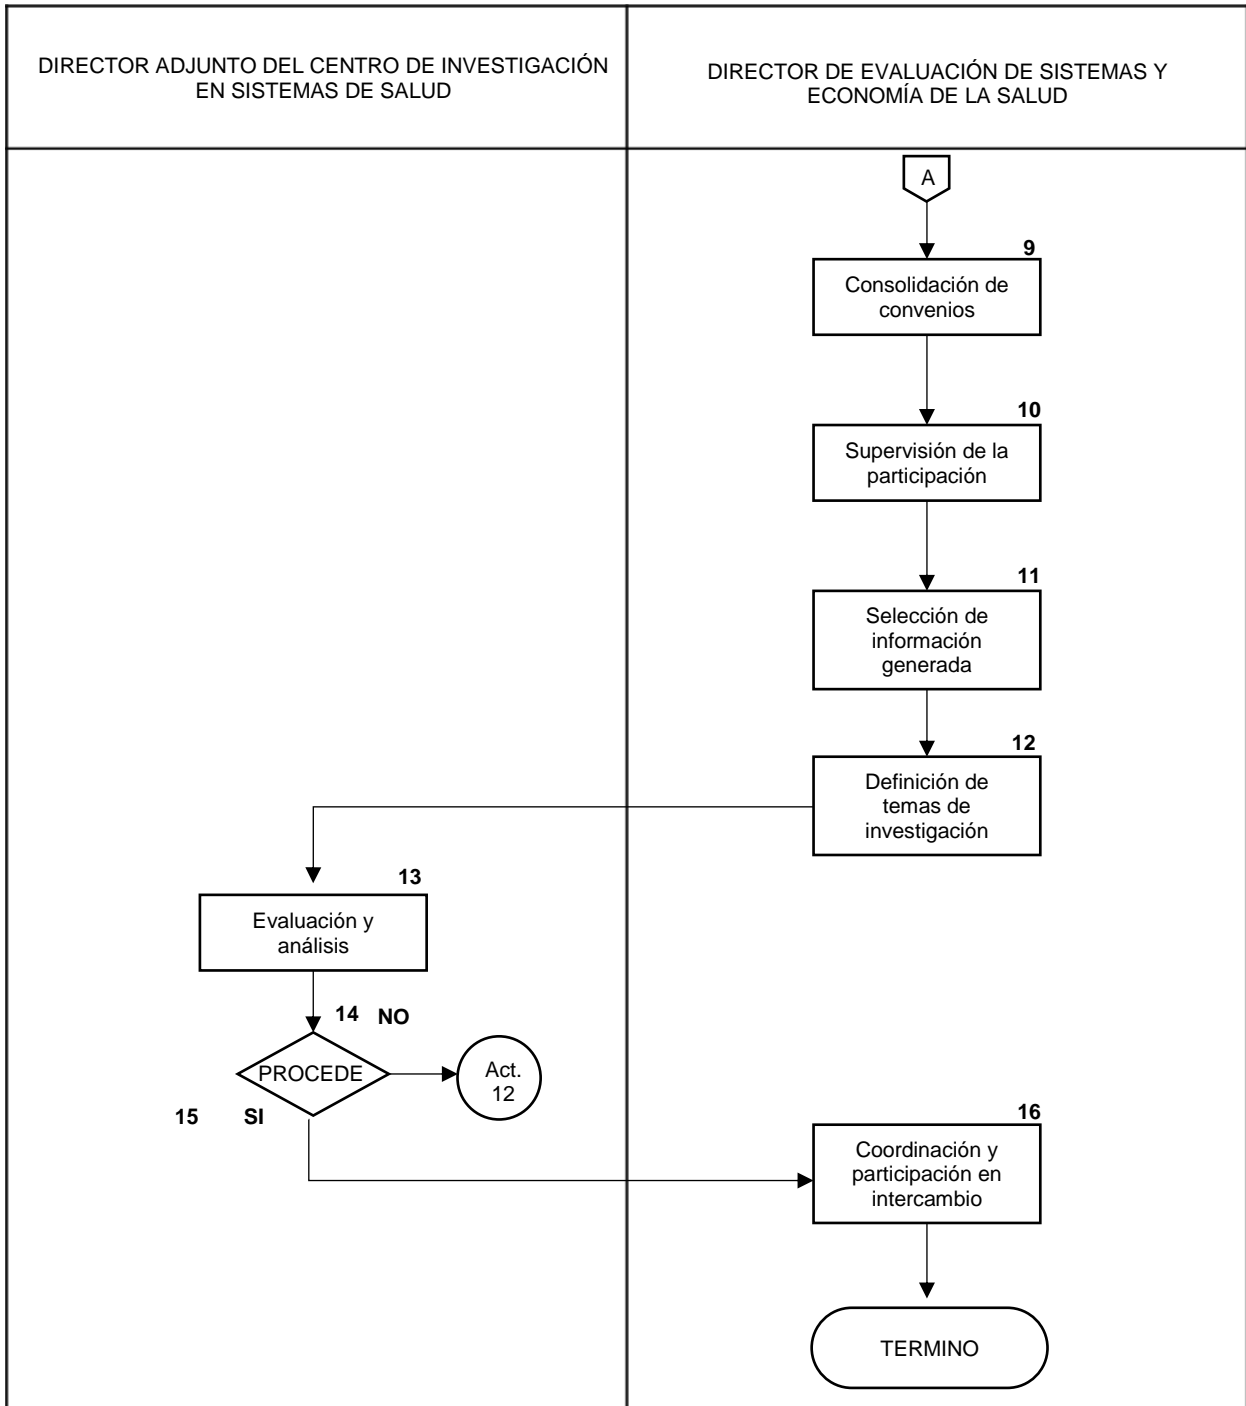 DIRECTOR ADJUNTO DEL CENTRO DE INVESTIGACIÓN
EN SISTEMAS DE SALUD
DIRECTOR DE EVALUACIÓN DE SISTEMAS Y
ECONOMÍA DE LA SALUD
A
9
Consolidación de
convenios
10
Supervisión de la
participación
11
Selección de
información
generada
12
Definición de
temas de
investigación
13
Evaluación y
análisis
14 NO
PROCEDE
Act.
12
15 SI
16
Coordinación y
participación en
intercambio
TERMINO